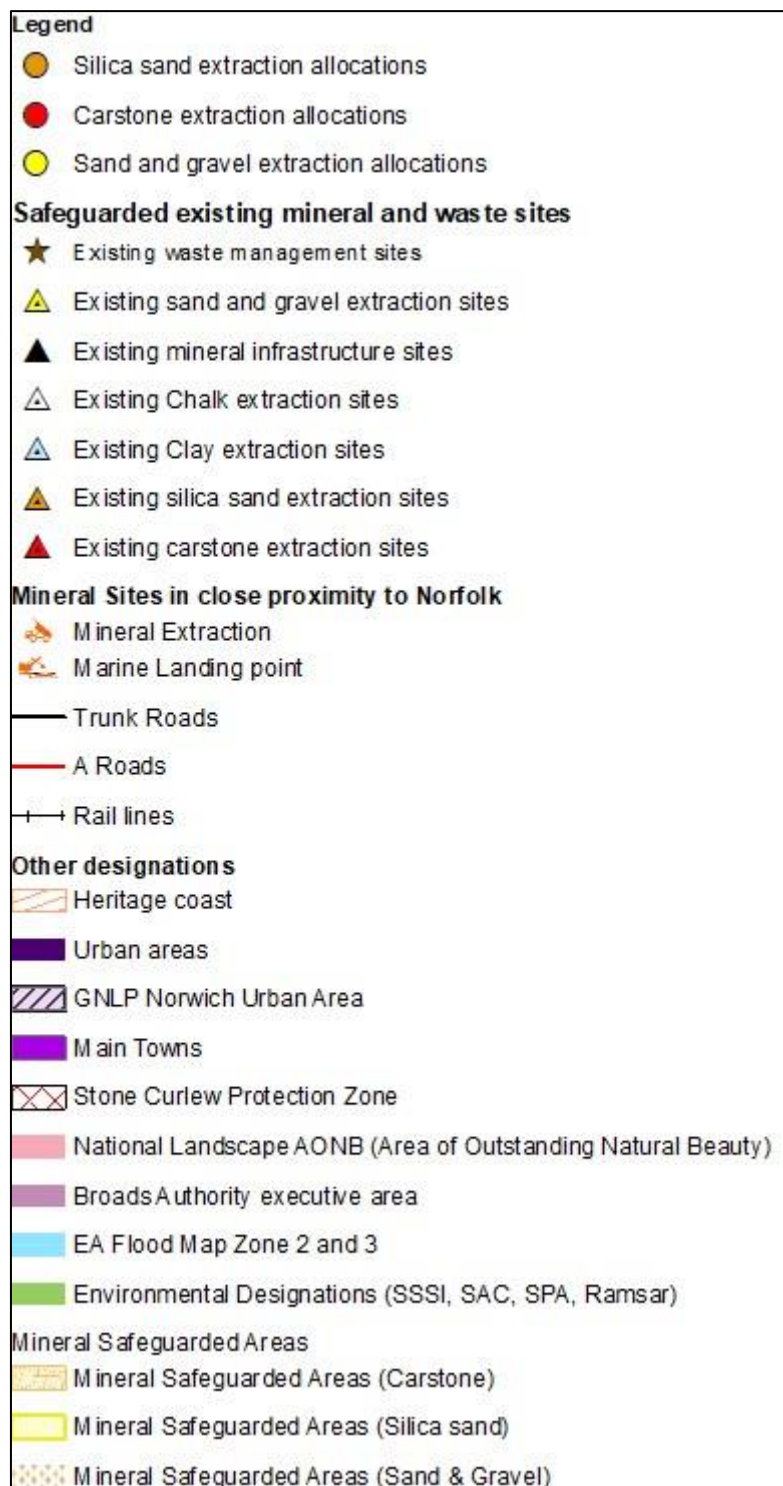 Legend
Silica sand extraction allocations
Carstone extraction allocations
Sand and gravel extraction allocations
Safeguarded existing mineral and waste sites
Existing waste management sites
Existing sand and gravel extraction sites
Existing mineral infrastructure sites
Existing Chalk extraction sites
Existing Clay extraction sites
Existing silica sand extraction sites
Existing carstone extraction sites
Mineral Sites in close proximity to Norfolk
Mineral Extraction
Marine Landing point
Trunk Roads
A Roads
Rail lines
Other designations
Heritage coast
Urban areas
GNLP Norwich Urban Area
Main Towns
Stone Curlew Protection Zone
National Landscape AONB (Area of Outstanding Natural Beauty)
Broads Authority executive area
EA Flood Map Zone 2 and 3
Environmental Designations (SSSI, SAC, SPA, Ramsar)
Mineral Safeguarded Areas
Mineral Safeguarded Areas (Carstone)
Mineral Safeguarded Areas (Silica sand)
Mineral Safeguarded Areas (Sand & Gravel)